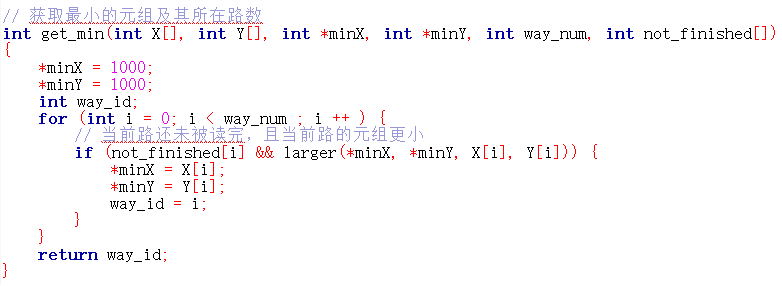 // 获取最小的元组及其所在路数
int get_min(int X[], int Y[], int *minX, int *minY, int way_num, int not_finished[])
{
    *minX = 1000;
    *minY = 1000;
    int way_id;
    for (int i = 0; i < way_num ; i ++ ) {
        // 当前路还未被读完，且当前路的元组更小
        if (not_finished[i] && larger(*minX, *minY, X[i], Y[i])) {
            *minX = X[i];
            *minY = Y[i];
            way_id = i;
        }
    }
    return way_id;
}